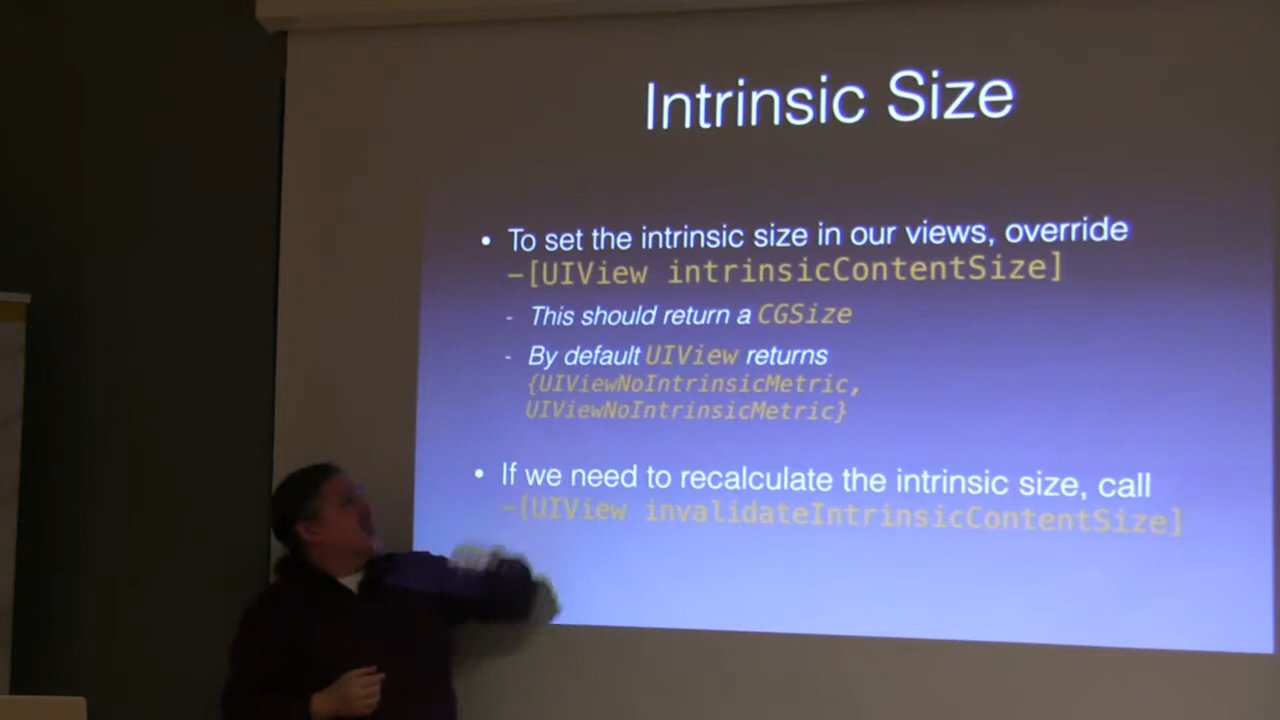 Intrinsic Size
• To set the intrinsic size in our views, override
-[UIView intrinsicContentSize]
- This should return a CGSize
- By default UIView returns
{UIViewNoIntrinsicMetric,
UIViewNoIntrinsicMetric}
• If we need to recalculate the intrinsic size, call
-[UIView invalidateIntrinsicContentSize]